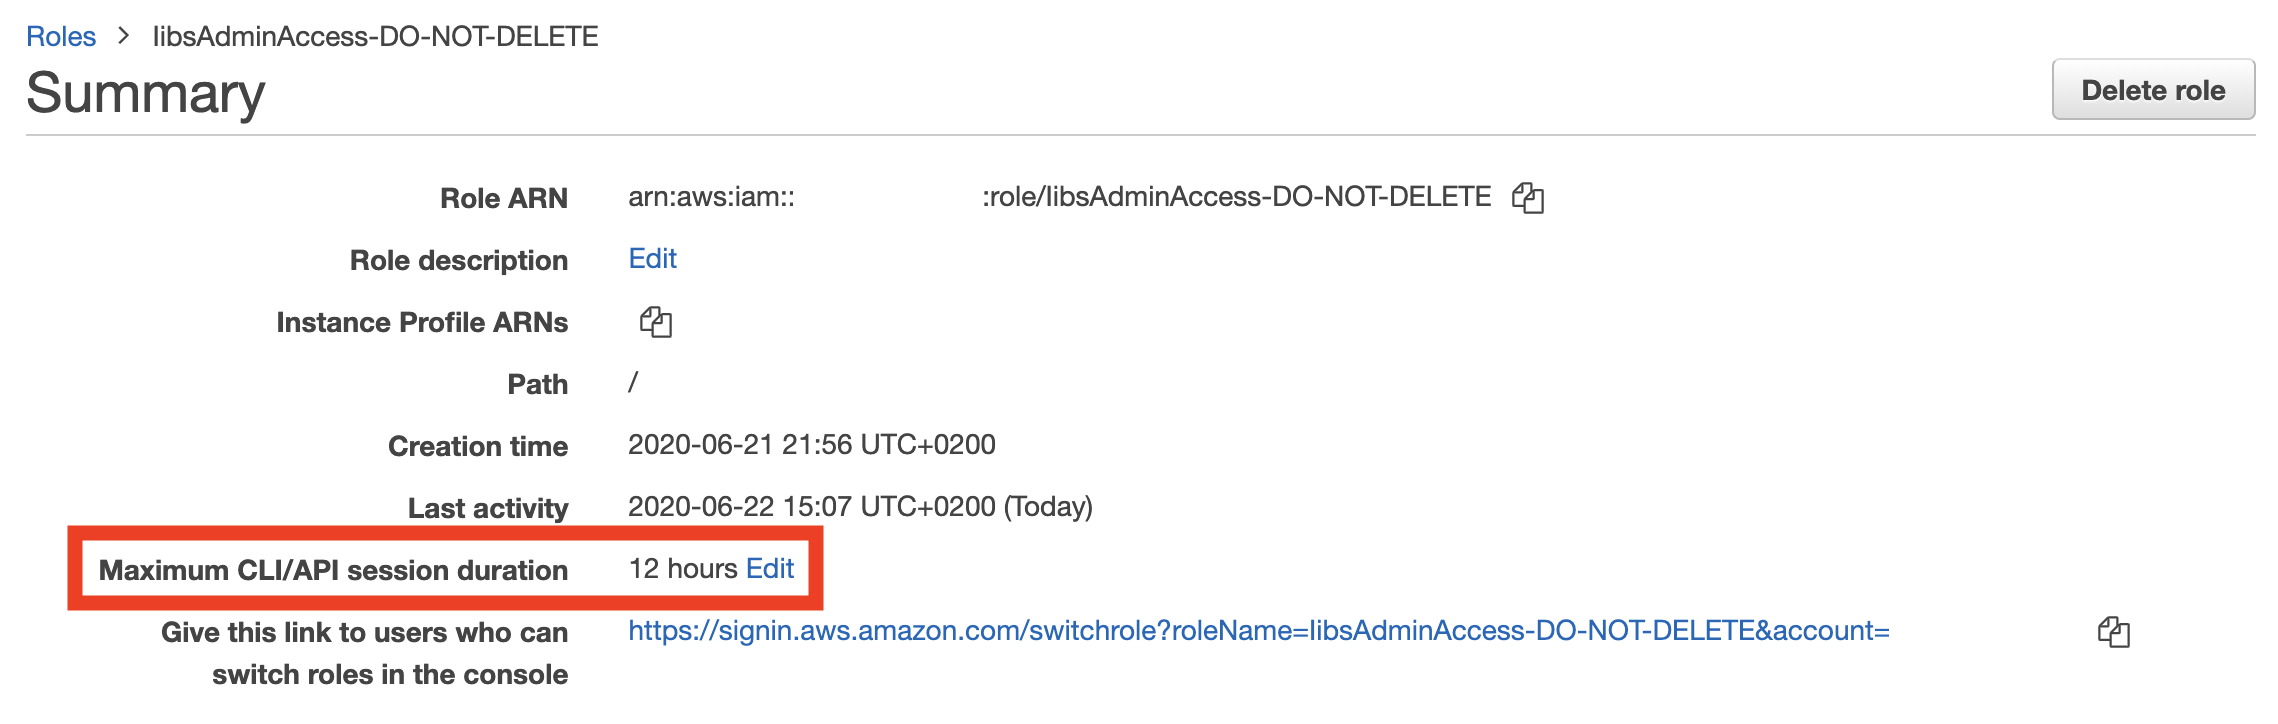 Roles > libsAdminAccess-DO-NOT-DELETE
Summary
Delete role
Role ARN arn:aws:iam:: :role/libsAdminAccess-DO-NOT-DELETE
Role description Edit
Instance Profile ARNs
Path /
Creation time 2020-06-21 21:56 UTC+0200
Last activity 2020-06-22 15:07 UTC+0200 (Today)
Maximum CLI/API session duration 12 hours Edit
Give this link to users who can https://signin.aws.amazon.com/switchrole?roleName=libsAdminAccess-DO-NOT-DELETE&account=
switch roles in the console